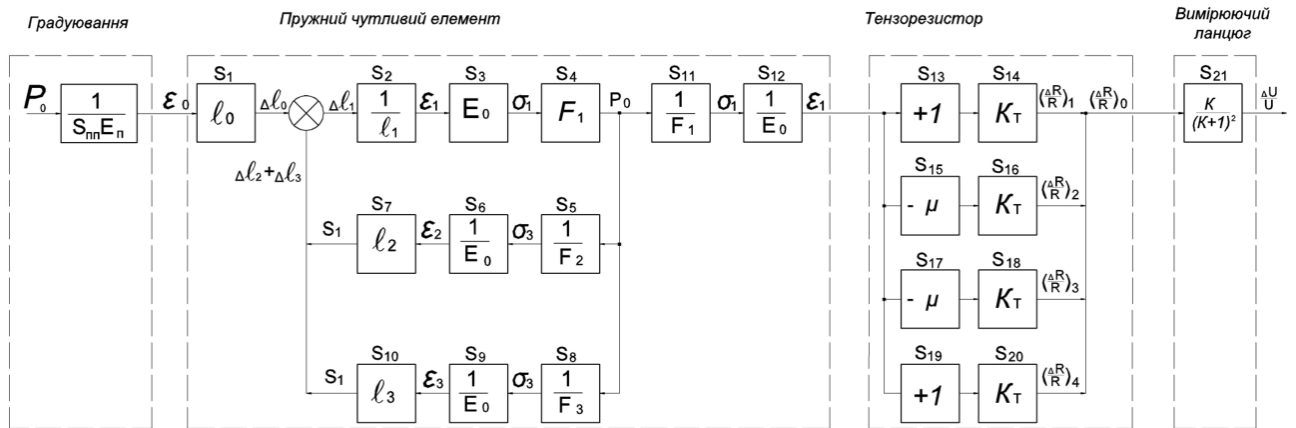 Градуювання
Пружний чутливий елемент
Тензорезистор
Вимірюючий
ланцюг
P₀
1
SппEп
ε₀
S₁
ℓ₀
Δℓ₀
Δℓ₁
S₂
1
ℓ₁
ε₁
S₃
E₀
σ₁
S₄
F₁
P₀
S₁₁
1
F₁
σ₁
S₁₂
1
E₀
ε₁
S₁₃
+1
S₁₄
Kт
(ΔR/R)₁
(ΔR/R)₀
S₂₁
K
(K+1)²
ΔU
U
Δℓ₂+Δℓ₃
S₁
S₇
ℓ₂
ε₂
S₆
1
E₀
σ₃
S₅
1
F₂
S₁₅
- μ
S₁₆
Kт
(ΔR/R)₂
S₁₇
- μ
S₁₈
Kт
(ΔR/R)₃
S₁
S₁₀
ℓ₃
ε₃
S₉
1
E₀
σ₃
S₈
1
F₃
S₁₉
+1
S₂₀
Kт
(ΔR/R)₄